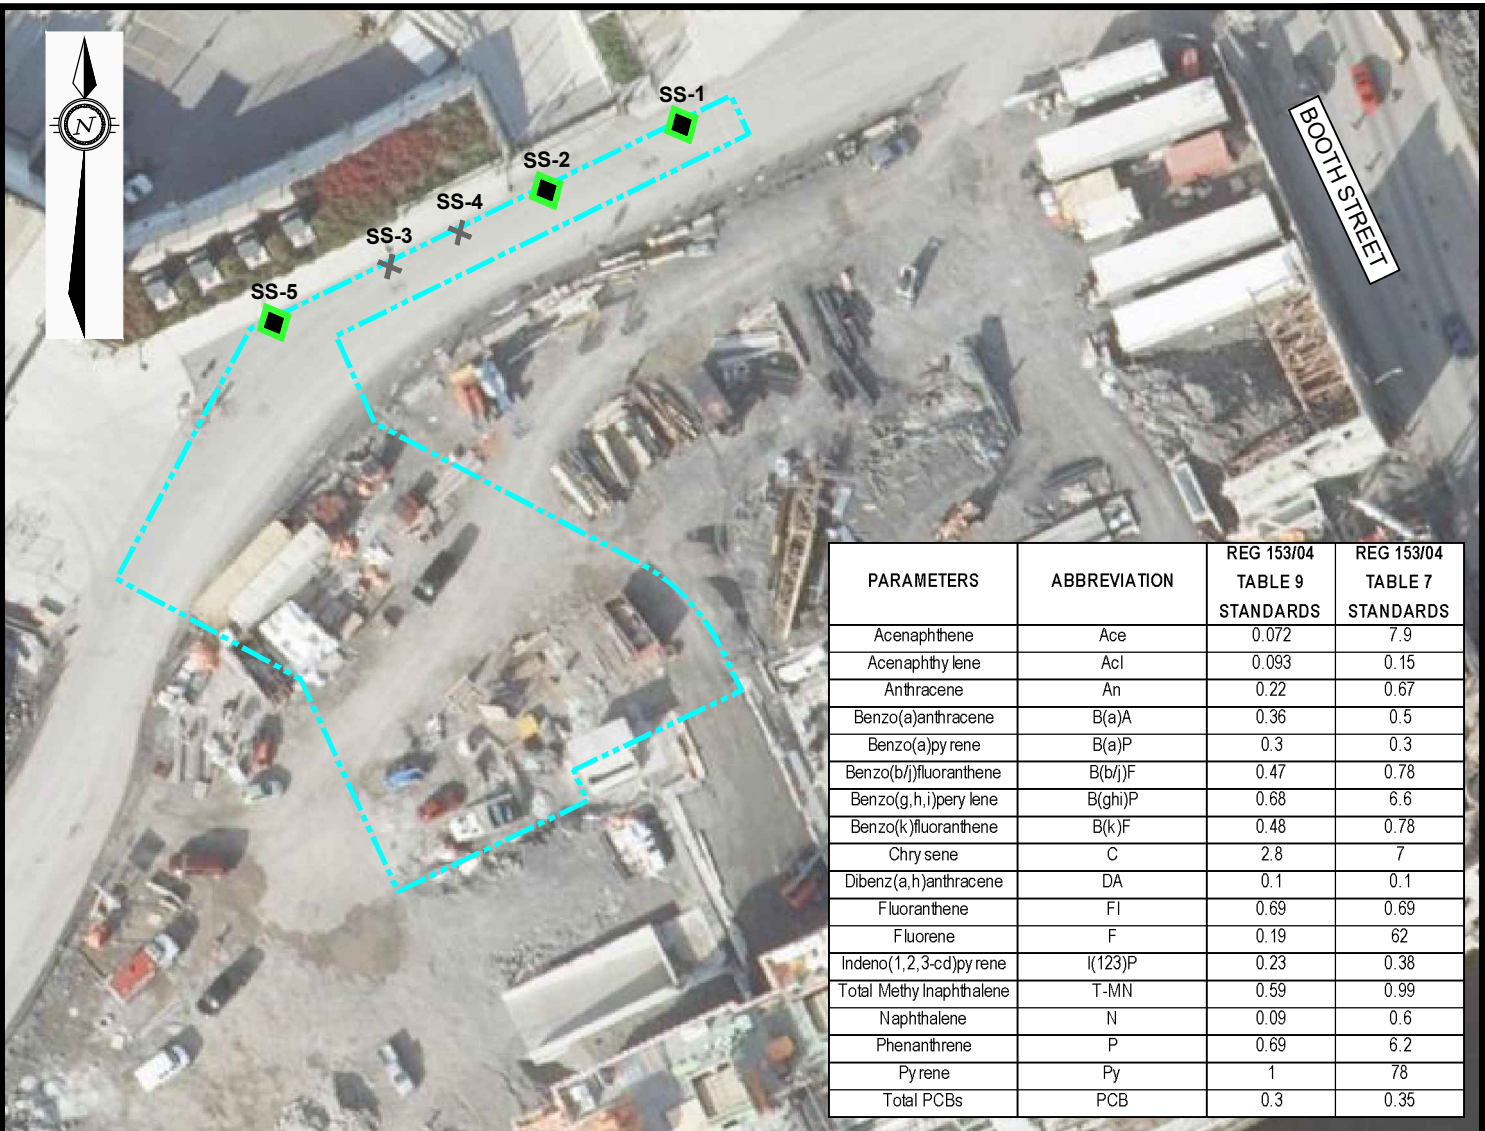 N
SS-1
SS-2
SS-4
SS-3
SS-5
BOOTH STREET
PARAMETERS ABBREVIATION REG 153/04 TABLE 9 STANDARDS REG 153/04 TABLE 7 STANDARDS
Acenaphthene Ace 0.072 7.9
Acenaphthylene Acl 0.093 0.15
Anthracene An 0.22 0.67
Benzo(a)anthracene B(a)A 0.36 0.5
Benzo(a)pyrene B(a)P 0.3 0.3
Benzo(b/j)fluoranthene B(b/j)F 0.47 0.78
Benzo(g,h,i)perylene B(ghi)P 0.68 6.6
Benzo(k)fluoranthene B(k)F 0.48 0.78
Chrysene C 2.8 7
Dibenz(a,h)anthracene DA 0.1 0.1
Fluoranthene Fl 0.69 0.69
Fluorene F 0.19 62
Indeno(1,2,3-cd)pyrene I(123)P 0.23 0.38
Total Methylnaphthalene T-MN 0.59 0.99
Naphthalene N 0.09 0.6
Phenanthrene P 0.69 6.2
Pyrene Py 1 78
Total PCBs PCB 0.3 0.35